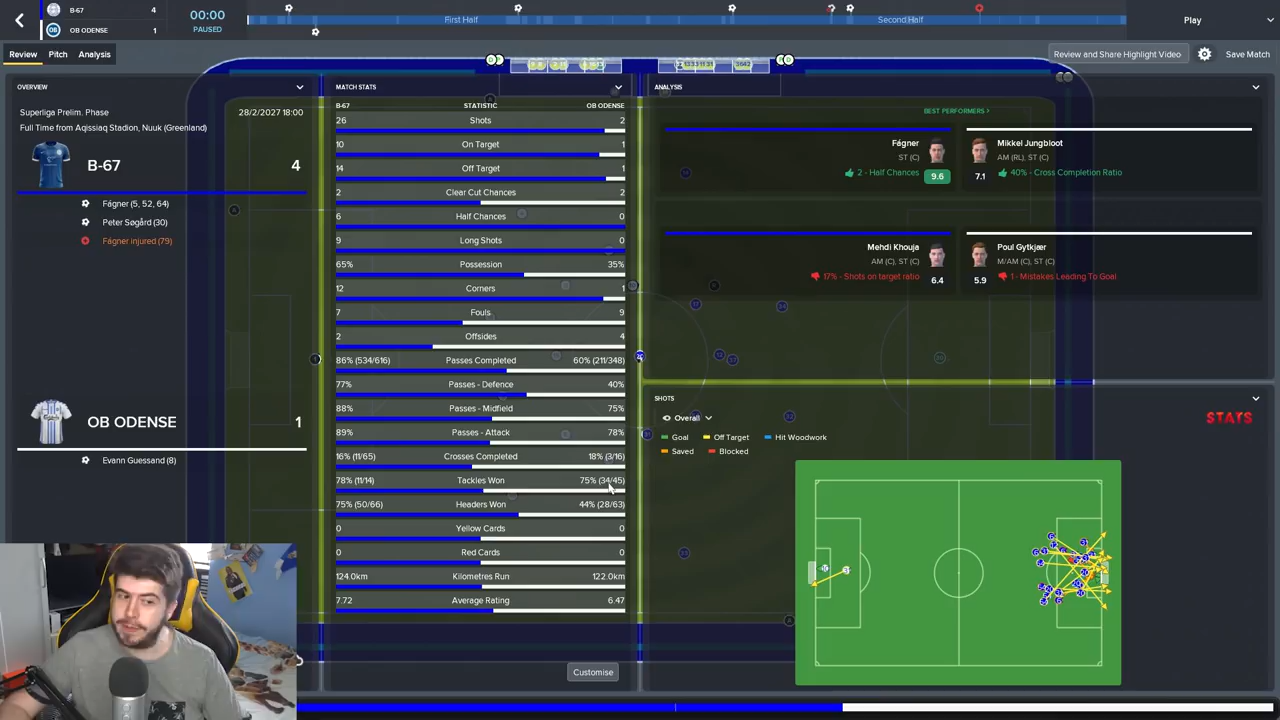 B-67 4
OB OB ODENSE 1
00:00
PAUSED
First Half
Second Half
Play
Review Pitch Analysis
Review and Share Highlight Video
Save Match
OVERVIEW
Superliga Prelim. Phase
28/2/2027 18:00
Full Time from Aqissiaq Stadion, Nuuk (Greenland)
B-67 4
Fágner (5, 52, 64)
Peter Søgård (30)
Fágner injured (79)
OB ODENSE 1
Evann Guessand (8)
MATCH STATS
B-67 STATISTIC OB ODENSE
26 Shots 2
10 On Target 1
14 Off Target 1
2 Clear Cut Chances 2
6 Half Chances 0
9 Long Shots 0
65% Possession 35%
12 Corners 1
7 Fouls 9
2 Offsides 4
86% (534/616) Passes Completed 60% (211/348)
77% Passes - Defence 40%
88% Passes - Midfield 75%
89% Passes - Attack 78%
16% (11/65) Crosses Completed 18% (3/16)
78% (11/14) Tackles Won 75% (34/45)
75% (50/66) Headers Won 44% (28/63)
0 Yellow Cards 0
0 Red Cards 0
124.0km Kilometres Run 122.0km
7.72 Average Rating 6.47
Customise
ANALYSIS
BEST PERFORMERS >
Fágner
ST (C)
2 - Half Chances
9.6
Mikkel Jungbloot
AM (RL), ST (C)
7.1 40% - Cross Completion Ratio
Mehdi Khouja
AM (C), ST (C)
17% - Shots on target ratio
6.4
Poul Gytkjær
M/AM (C), ST (C)
5.9 1 - Mistakes Leading To Goal
SHOTS
Overall
Goal Off Target Hit Woodwork
Saved Blocked
STATS